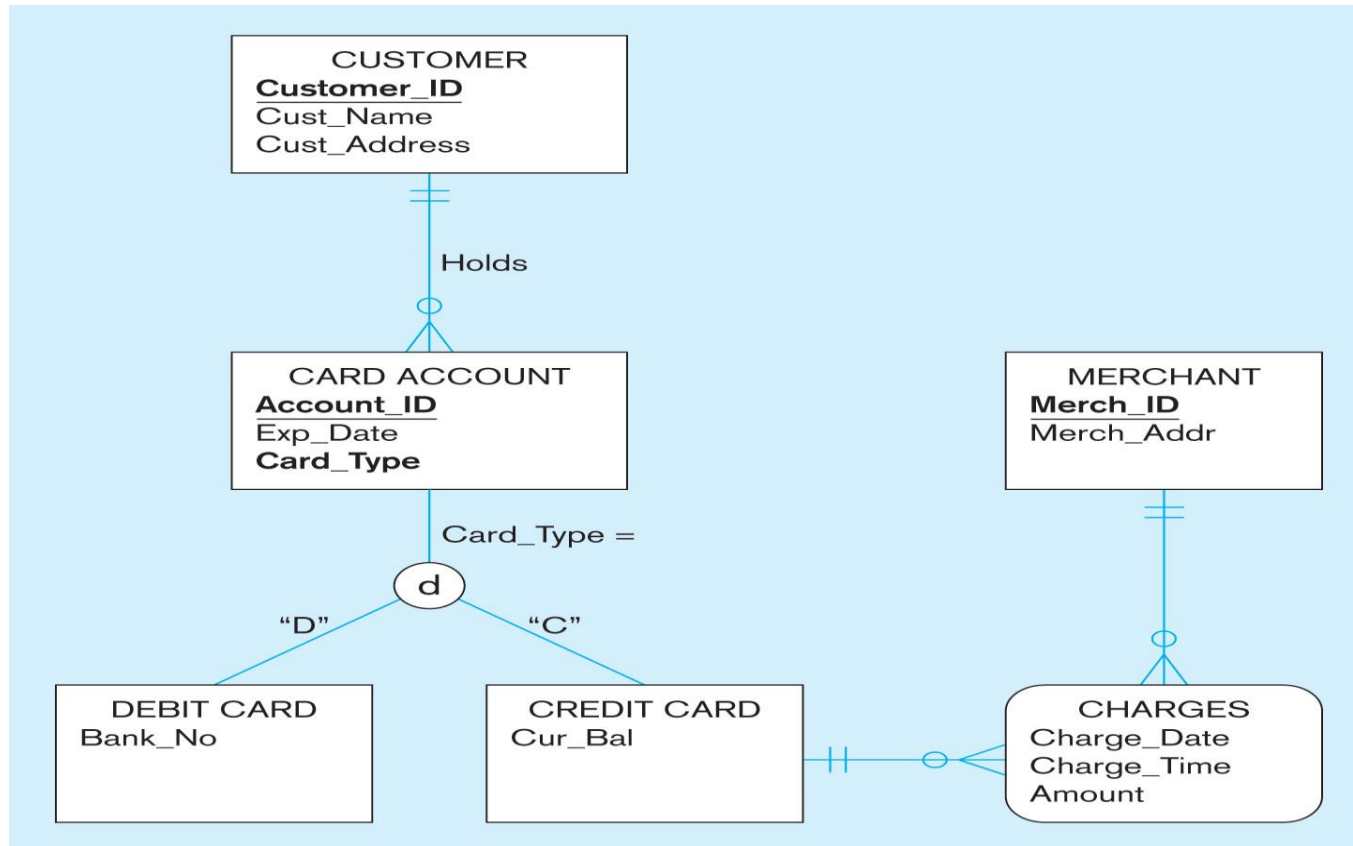 CUSTOMER
Customer_ID
Cust_Name
Cust_Address
Holds
CARD ACCOUNT
Account_ID
Exp_Date
Card_Type
MERCHANT
Merch_ID
Merch_Addr
Card_Type =
d
“D”
“C”
DEBIT CARD
Bank_No
CREDIT CARD
Cur_Bal
CHARGES
Charge_Date
Charge_Time
Amount